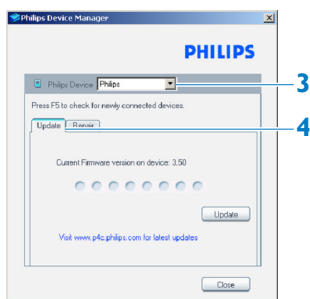 Philips Device Manager
PHILIPS
Philips Device Philips
3
Press F5 to check for newly connected devices.
Update Repair
4
Current Firmware version on device: 3.50
Update
Visit www.p4c.philips.com for latest updates
Close